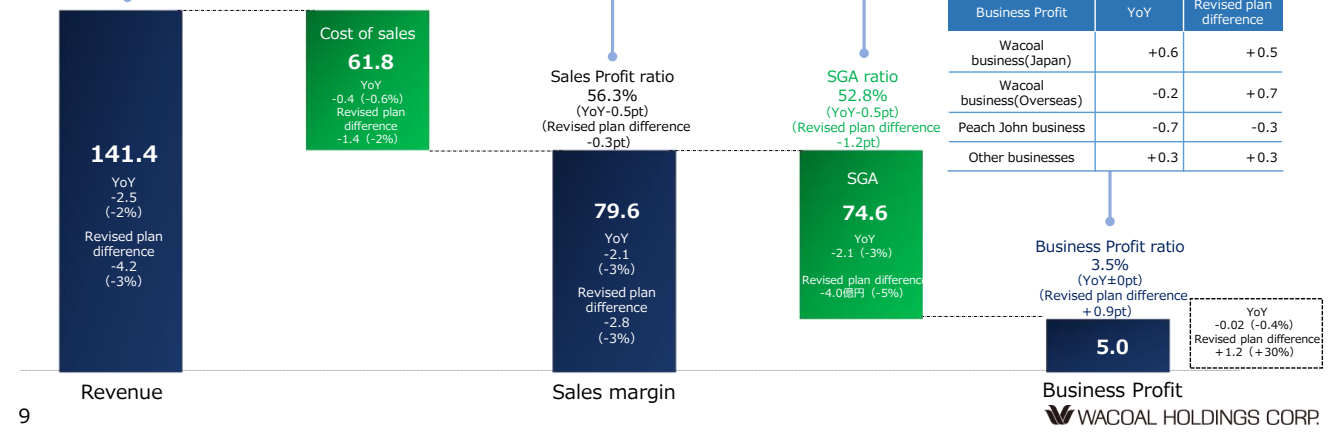 141.4
YoY
-2.5
(-2%)
Revised plan
difference
-4.2
(-3%)
Revenue
Cost of sales
61.8
YoY
-0.4（-0.6%）
Revised plan
difference
-1.4（-2%）
Sales Profit ratio
56.3%
(YoY-0.5pt)
(Revised plan difference
-0.3pt)
79.6
YoY
-2.1
(-3%)
Revised plan
difference
-2.8
(-3%)
Sales margin
SGA ratio
52.8%
(YoY-0.5pt)
(Revised plan difference
-1.2pt)
SGA
74.6
YoY
-2.1（-3%）
Revised plan difference
-4.0億円（-5%）
Business Profit YoY Revised plan
difference
Wacoal
business(Japan) +0.6 +0.5
Wacoal
business(Overseas) -0.2 +0.7
Peach John business -0.7 -0.3
Other businesses +0.3 +0.3
Business Profit ratio
3.5%
(YoY±0pt)
(Revised plan difference
+0.9pt)
5.0
YoY
-0.02（-0.4%）
Revised plan difference
+1.2（+30%）
Business Profit
9
WACOAL HOLDINGS CORP.